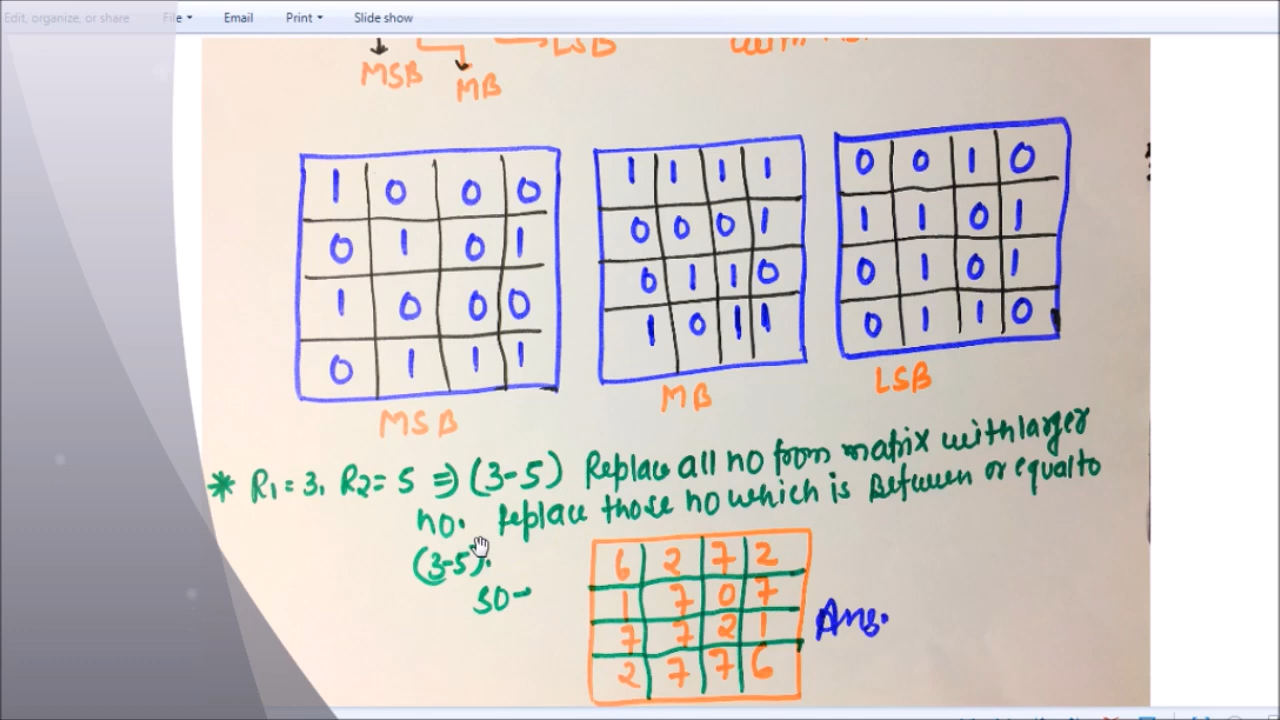 Edit, organize, or share File Email Print Slide show
LSB
MSB
MB
1 0 0 0
0 1 0 1
1 0 0 0
0 1 1 1
MSB
1 1 1 1
0 0 0 1
0 1 1 0
1 0 1 1
MB
0 0 1 0
1 1 0 1
0 1 0 1
0 1 1 0
LSB
* R1 = 3, R2 = 5 ⇒ (3-5) Replace all no from matrix with larger
no. replace those no which is Between or equal to
(3-5).
so-
6 2 7 2
1 7 0 7
7 7 2 1
2 7 7 6
Ans.